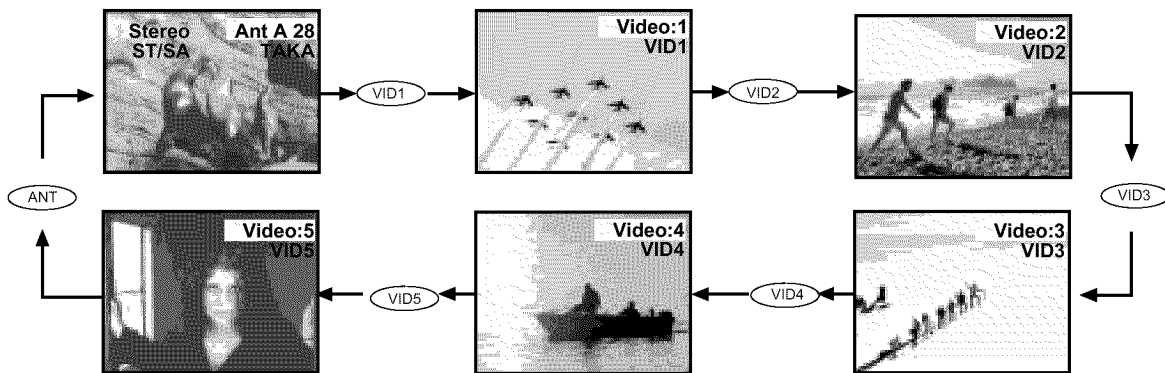 Stereo
ST/SA
Ant A 28
TAKA
VID1
Video:1
VID1
VID2
Video:2
VID2
VID3
Video:3
VID3
VID4
Video:4
VID4
VID5
Video:5
VID5
ANT